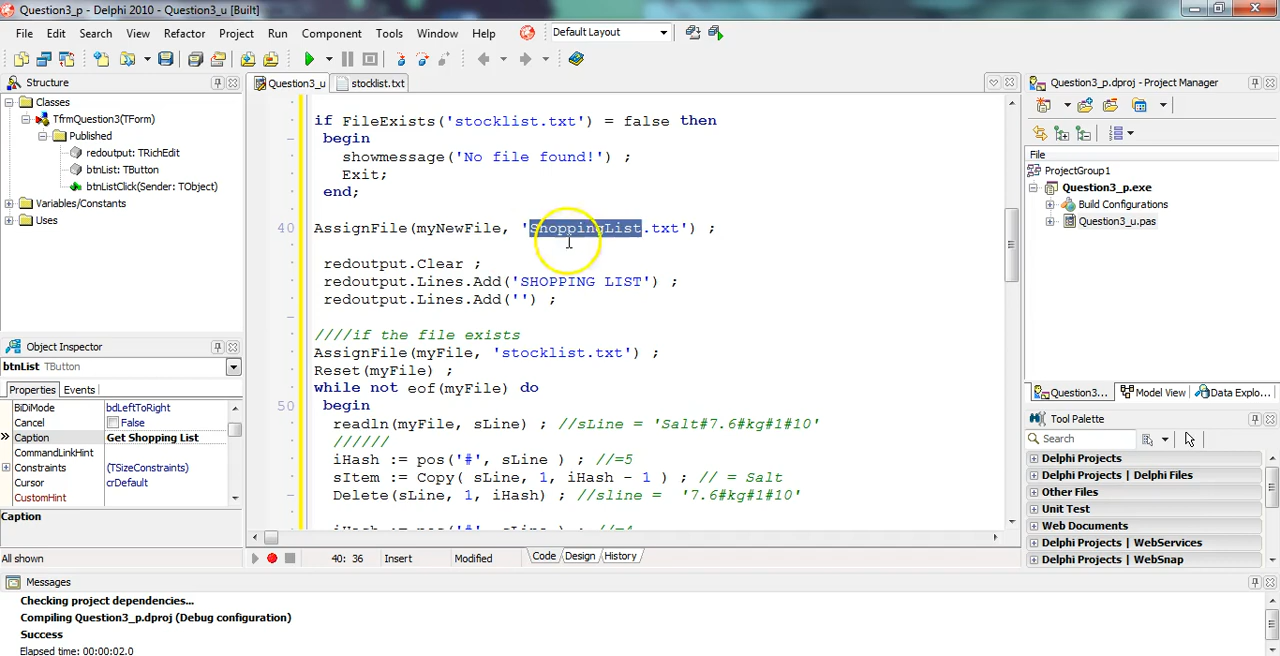 Question3_p - Delphi 2010 - Question3_u [Built]
File Edit Search View Refactor Project Run Component Tools Window Help Default Layout
Structure
Classes
TfrmQuestion3(TForm)
Published
redoutput: TRichEdit
btnList: TButton
btnListClick(Sender: TObject)
Variables/Constants
Uses
Object Inspector
btnList TButton
Properties Events
BiDiMode bdLeftToRight
Cancel False
Caption Get Shopping List
CommandLinkHint
Constraints (TSizeConstraints)
Cursor crDefault
CustomHint
Caption
All shown
Question3_u stocklist.txt
if FileExists('stocklist.txt') = false then
begin
showmessage('No file found!') ;
Exit;
end;
40 AssignFile(myNewFile, 'ShoppingList.txt') ;
redoutput.Clear ;
redoutput.Lines.Add('SHOPPING LIST') ;
redoutput.Lines.Add('') ;
////if the file exists
AssignFile(myFile, 'stocklist.txt') ;
Reset(myFile) ;
while not eof(myFile) do
50 begin
readln(myFile, sLine) ; //sLine = 'Salt#7.6#kg#1#10'
//////
iHash := pos('#', sLine ) ; //=5
sItem := Copy( sLine, 1, iHash - 1 ) ; // = Salt
Delete(sLine, 1, iHash) ; //sline = '7.6#kg#1#10'
iHash := pos('#', sLine ) ; //=4
40: 36 Insert Modified Code Design History
Question3_p.dproj - Project Manager
File
ProjectGroup1
Question3_p.exe
Build Configurations
Question3_u.pas
Question3... Model View Data Explo...
Tool Palette
Search
Delphi Projects
Delphi Projects | Delphi Files
Other Files
Unit Test
Web Documents
Delphi Projects | WebServices
Delphi Projects | WebSnap
Messages
Checking project dependencies...
Compiling Question3_p.dproj (Debug configuration)
Success
Elapsed time: 00:00:02.0